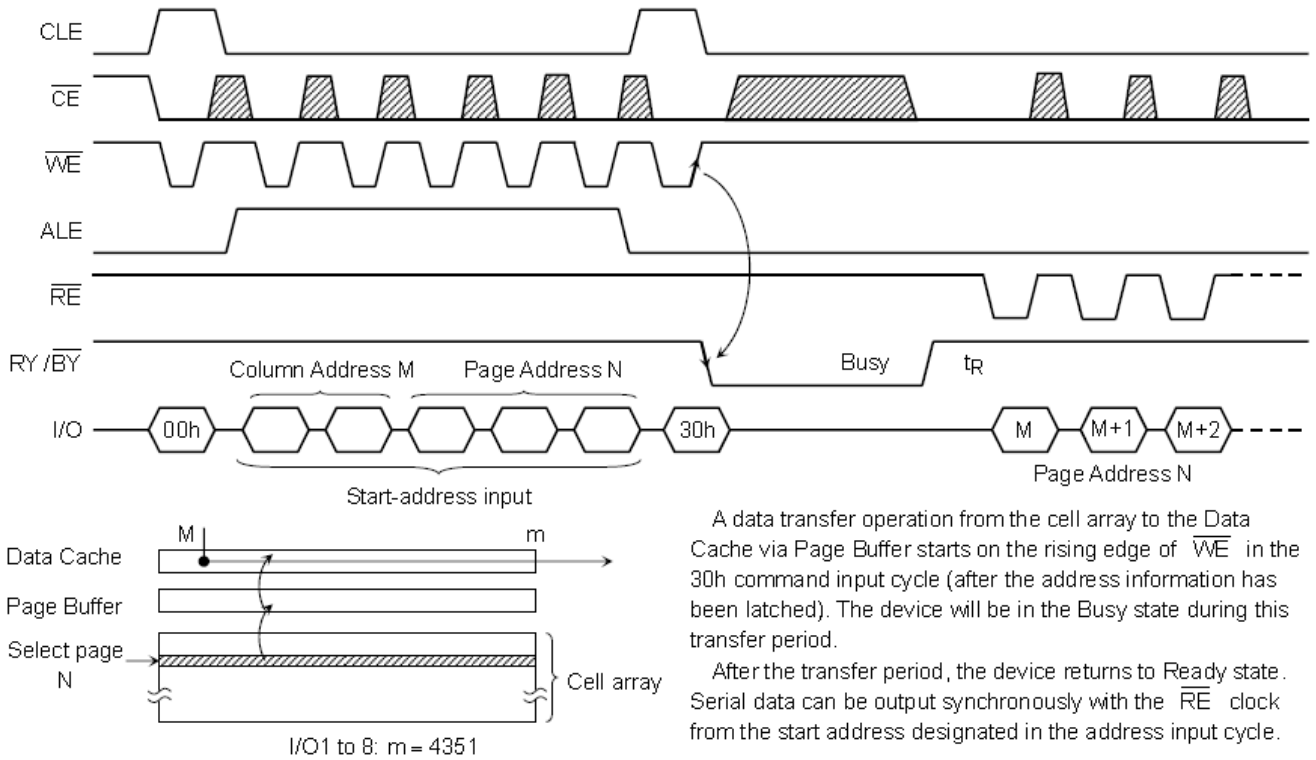 CLE
CE
WE
ALE
RE
RY /BY
Busy
tR
Column Address M
Page Address N
I/O
00h
30h
M
M+1
M+2
Page Address N
Start-address input
M
m
Data Cache
Page Buffer
Select page
N
Cell array
I/O1 to 8: m = 4351
A data transfer operation from the cell array to the Data
Cache via Page Buffer starts on the rising edge of WE in the
30h command input cycle (after the address information has
been latched). The device will be in the Busy state during this
transfer period.
After the transfer period, the device returns to Ready state.
Serial data can be output synchronously with the RE clock
from the start address designated in the address input cycle.